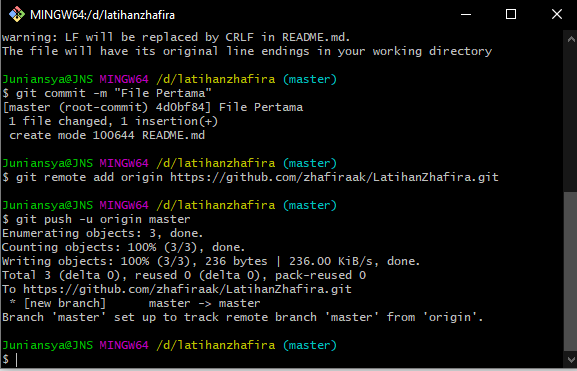 MINGW64:/d/latihanzhafira
warning: LF will be replaced by CRLF in README.md.
The file will have its original line endings in your working directory
Juniansya@JNS MINGW64 /d/latihanzhafira (master)
$ git commit -m "File Pertama"
[master (root-commit) 4d0bf84] File Pertama
1 file changed, 1 insertion(+)
create mode 100644 README.md
Juniansya@JNS MINGW64 /d/latihanzhafira (master)
$ git remote add origin https://github.com/zhafiraak/LatihanZhafira.git
Juniansya@JNS MINGW64 /d/latihanzhafira (master)
$ git push -u origin master
Enumerating objects: 3, done.
Counting objects: 100% (3/3), done.
Writing objects: 100% (3/3), 236 bytes | 236.00 KiB/s, done.
Total 3 (delta 0), reused 0 (delta 0), pack-reused 0
To https://github.com/zhafiraak/LatihanZhafira.git
* [new branch]      master -> master
Branch 'master' set up to track remote branch 'master' from 'origin'.
Juniansya@JNS MINGW64 /d/latihanzhafira (master)
$